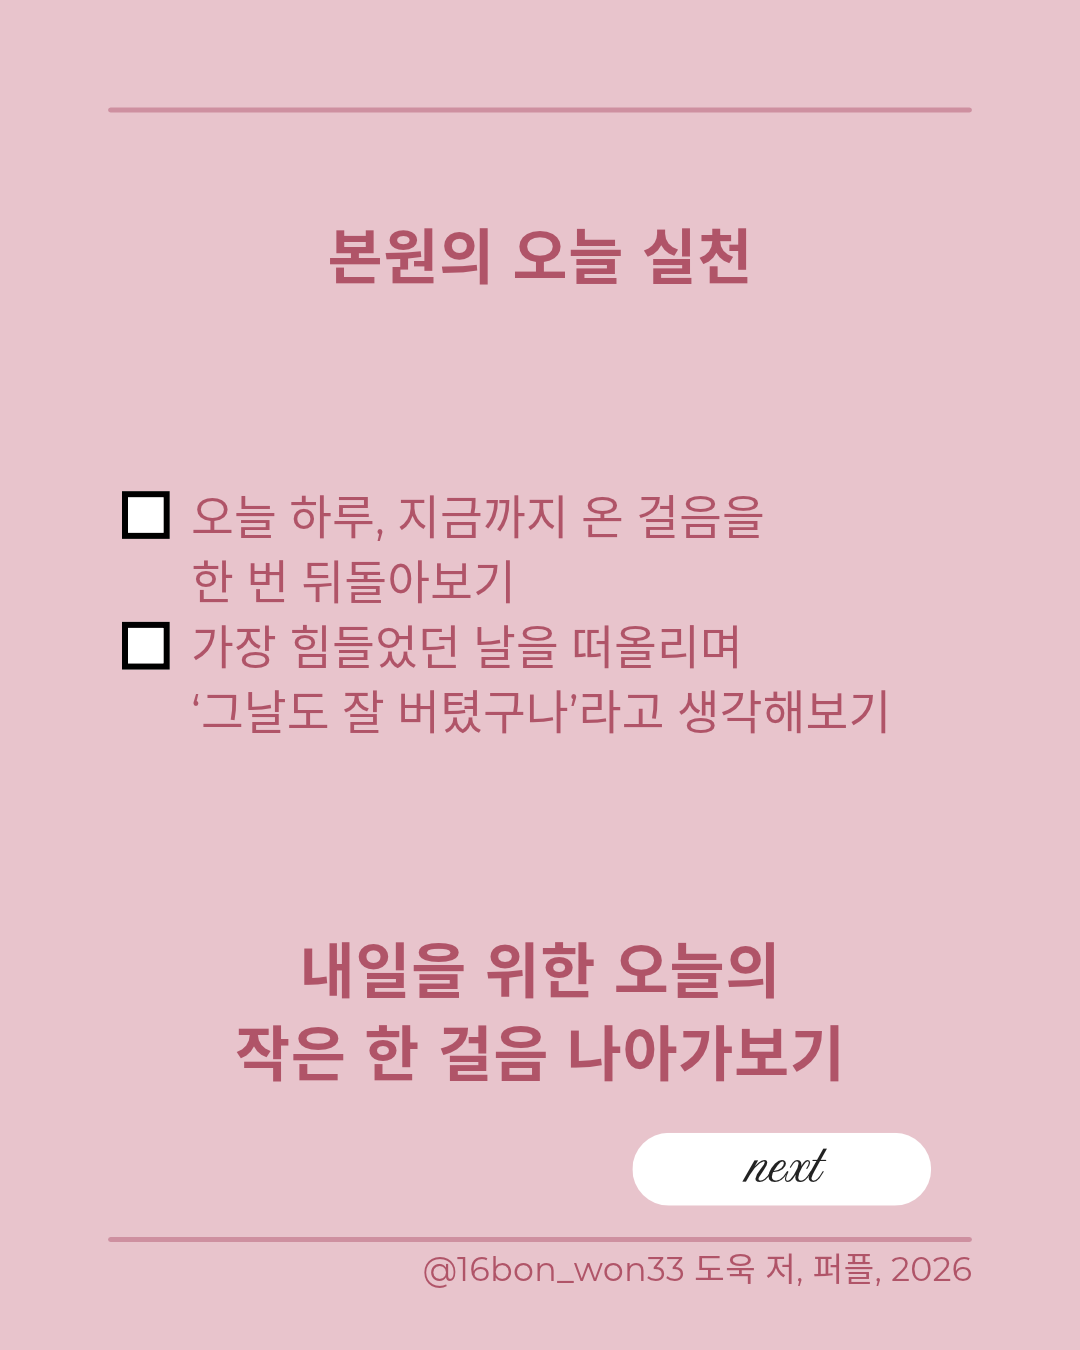 본원의 오늘 실천
오늘 하루, 지금까지 온 걸음을
한 번 뒤돌아보기
가장 힘들었던 날을 떠올리며
‘그날도 잘 버텼구나’라고 생각해보기
내일을 위한 오늘의
작은 한 걸음 나아가보기
next
@16bon_won33 도욱 저, 퍼플, 2026